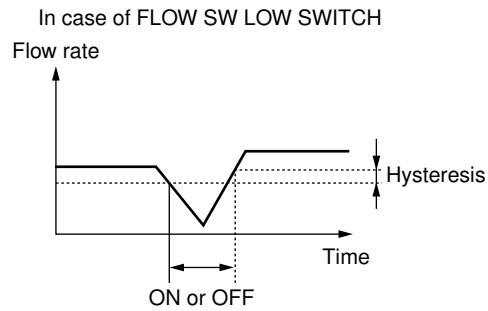 In case of FLOW SW LOW SWITCH
Flow rate
Hysteresis
Time
ON or OFF